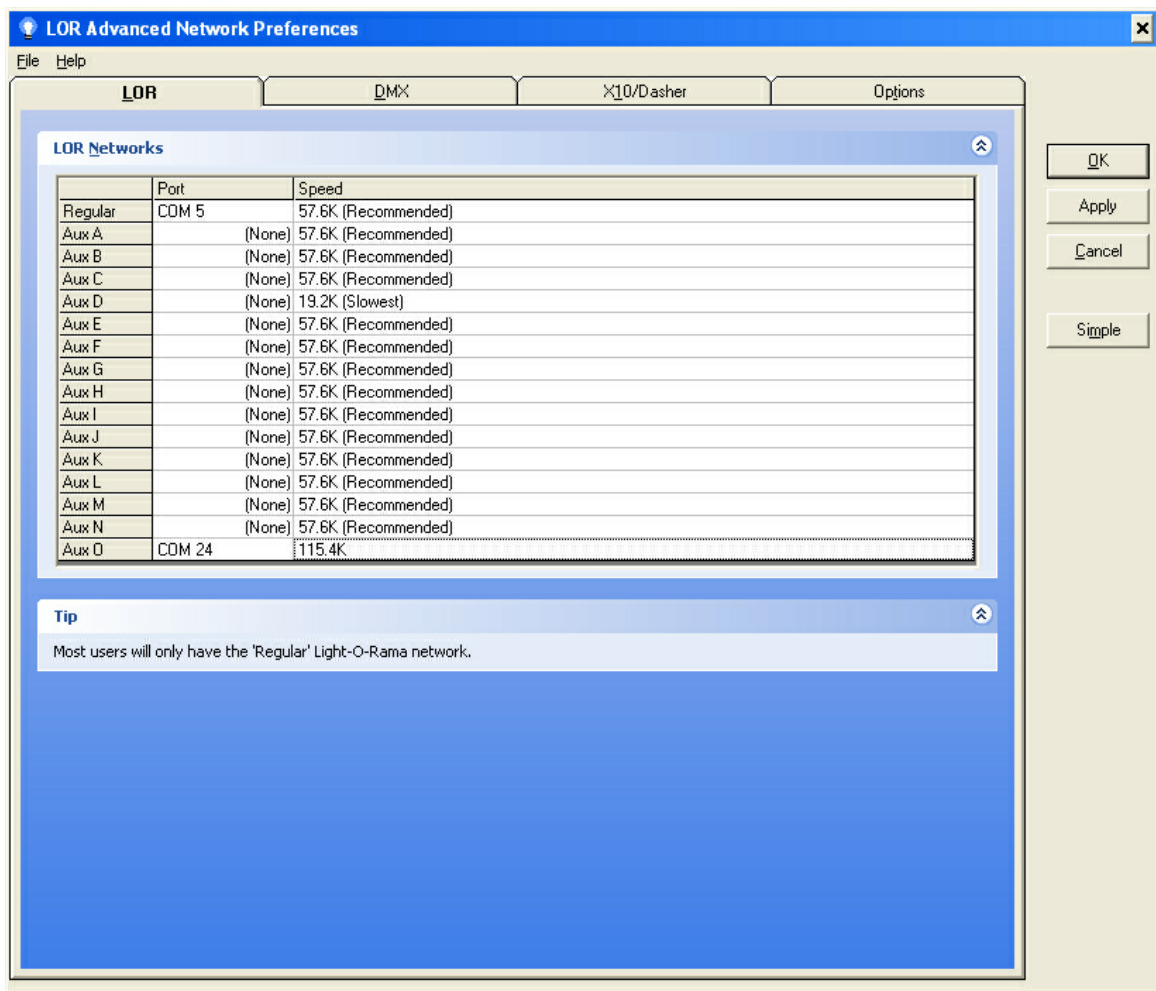 LOR Advanced Network Preferences
File Help
LOR DMX X10/Dasher Options
LOR Networks
Port Speed
Regular COM 5 57.6K (Recommended)
Aux A (None) 57.6K (Recommended)
Aux B (None) 57.6K (Recommended)
Aux C (None) 57.6K (Recommended)
Aux D (None) 19.2K (Slowest)
Aux E (None) 57.6K (Recommended)
Aux F (None) 57.6K (Recommended)
Aux G (None) 57.6K (Recommended)
Aux H (None) 57.6K (Recommended)
Aux I (None) 57.6K (Recommended)
Aux J (None) 57.6K (Recommended)
Aux K (None) 57.6K (Recommended)
Aux L (None) 57.6K (Recommended)
Aux M (None) 57.6K (Recommended)
Aux N (None) 57.6K (Recommended)
Aux O COM 24 115.4K
Tip
Most users will only have the 'Regular' Light-O-Rama network.
OK
Apply
Cancel
Simple